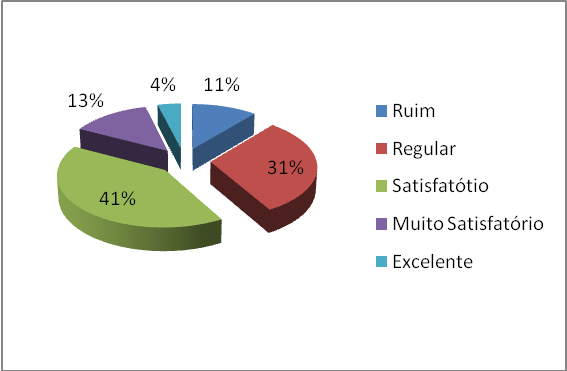 4%
11%
13%
31%
41%
Ruim
Regular
Satisfatótio
Muito Satisfatório
Excelente